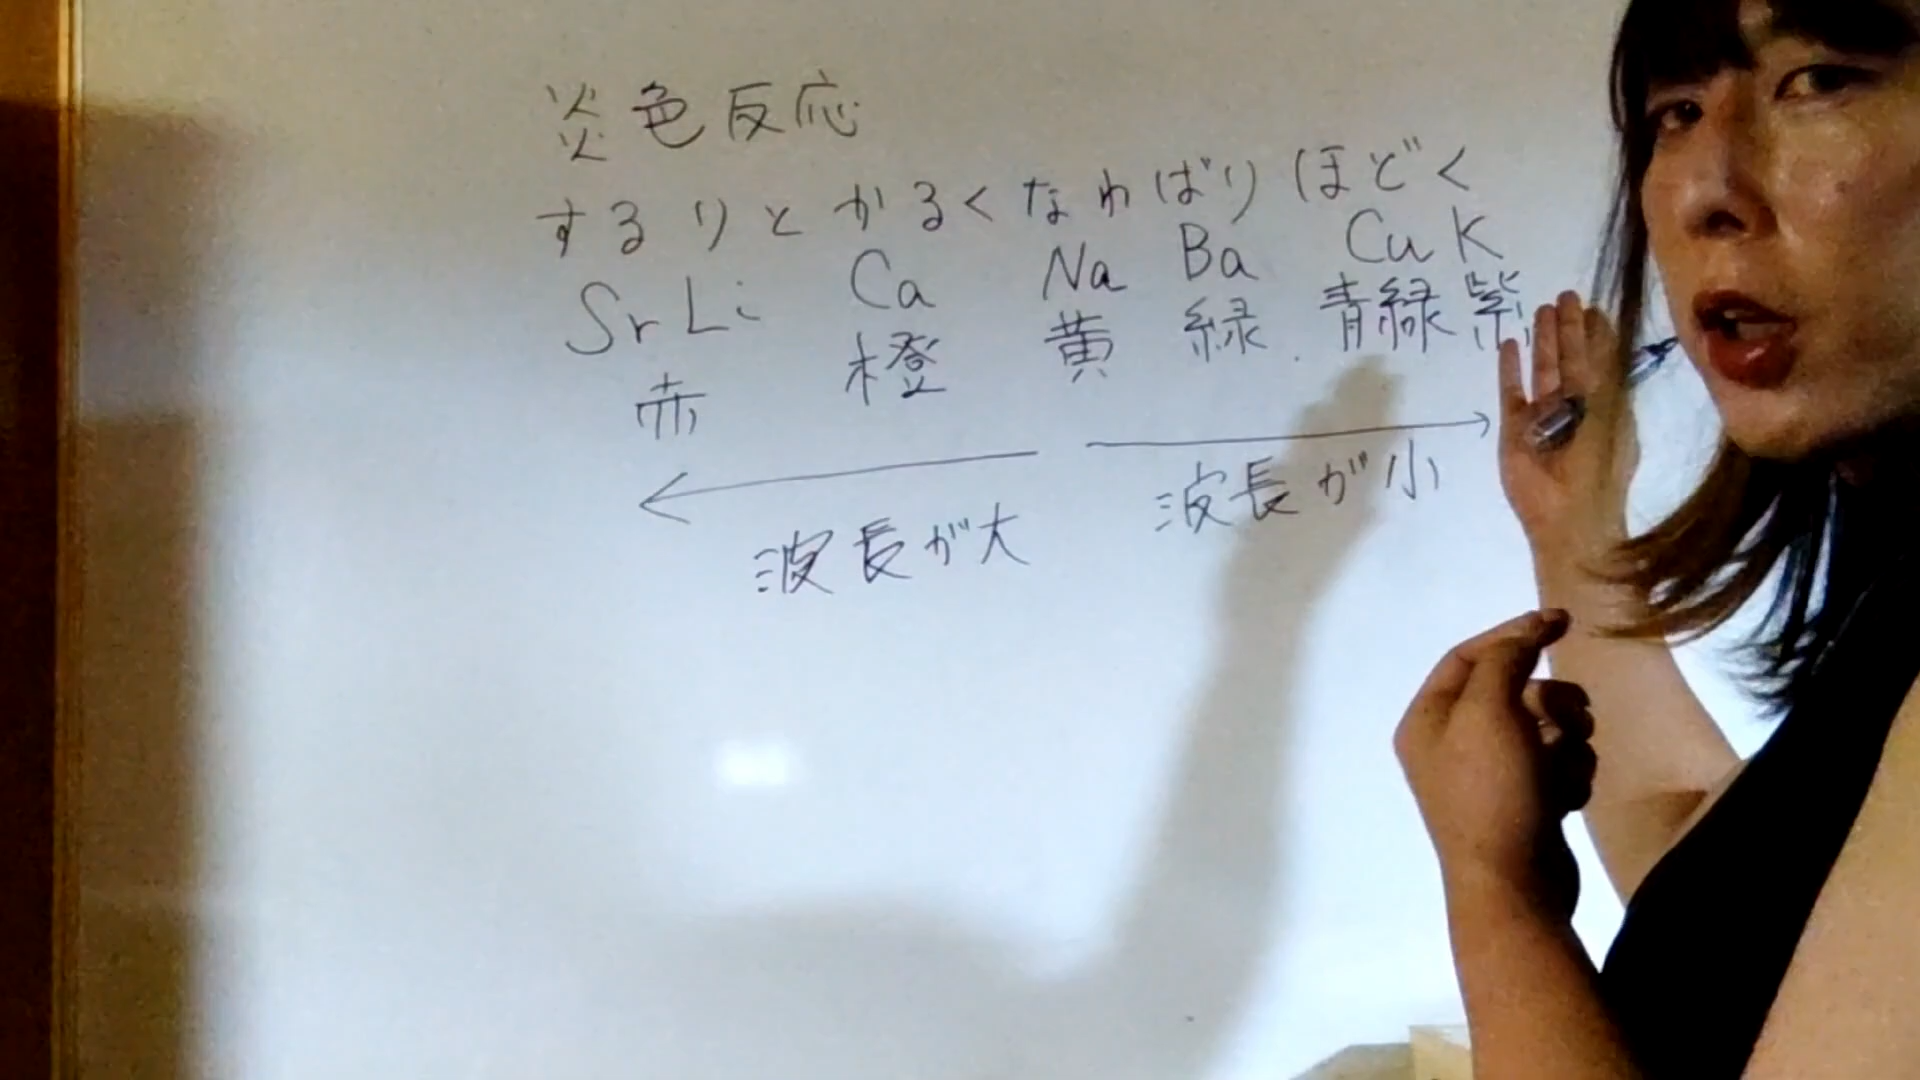 炎色反応
するりとかるくなわばりほどく
Sr Li Ca Na Ba Cu K
赤 橙 黄 緑 青緑 紫
波長が大 波長が小